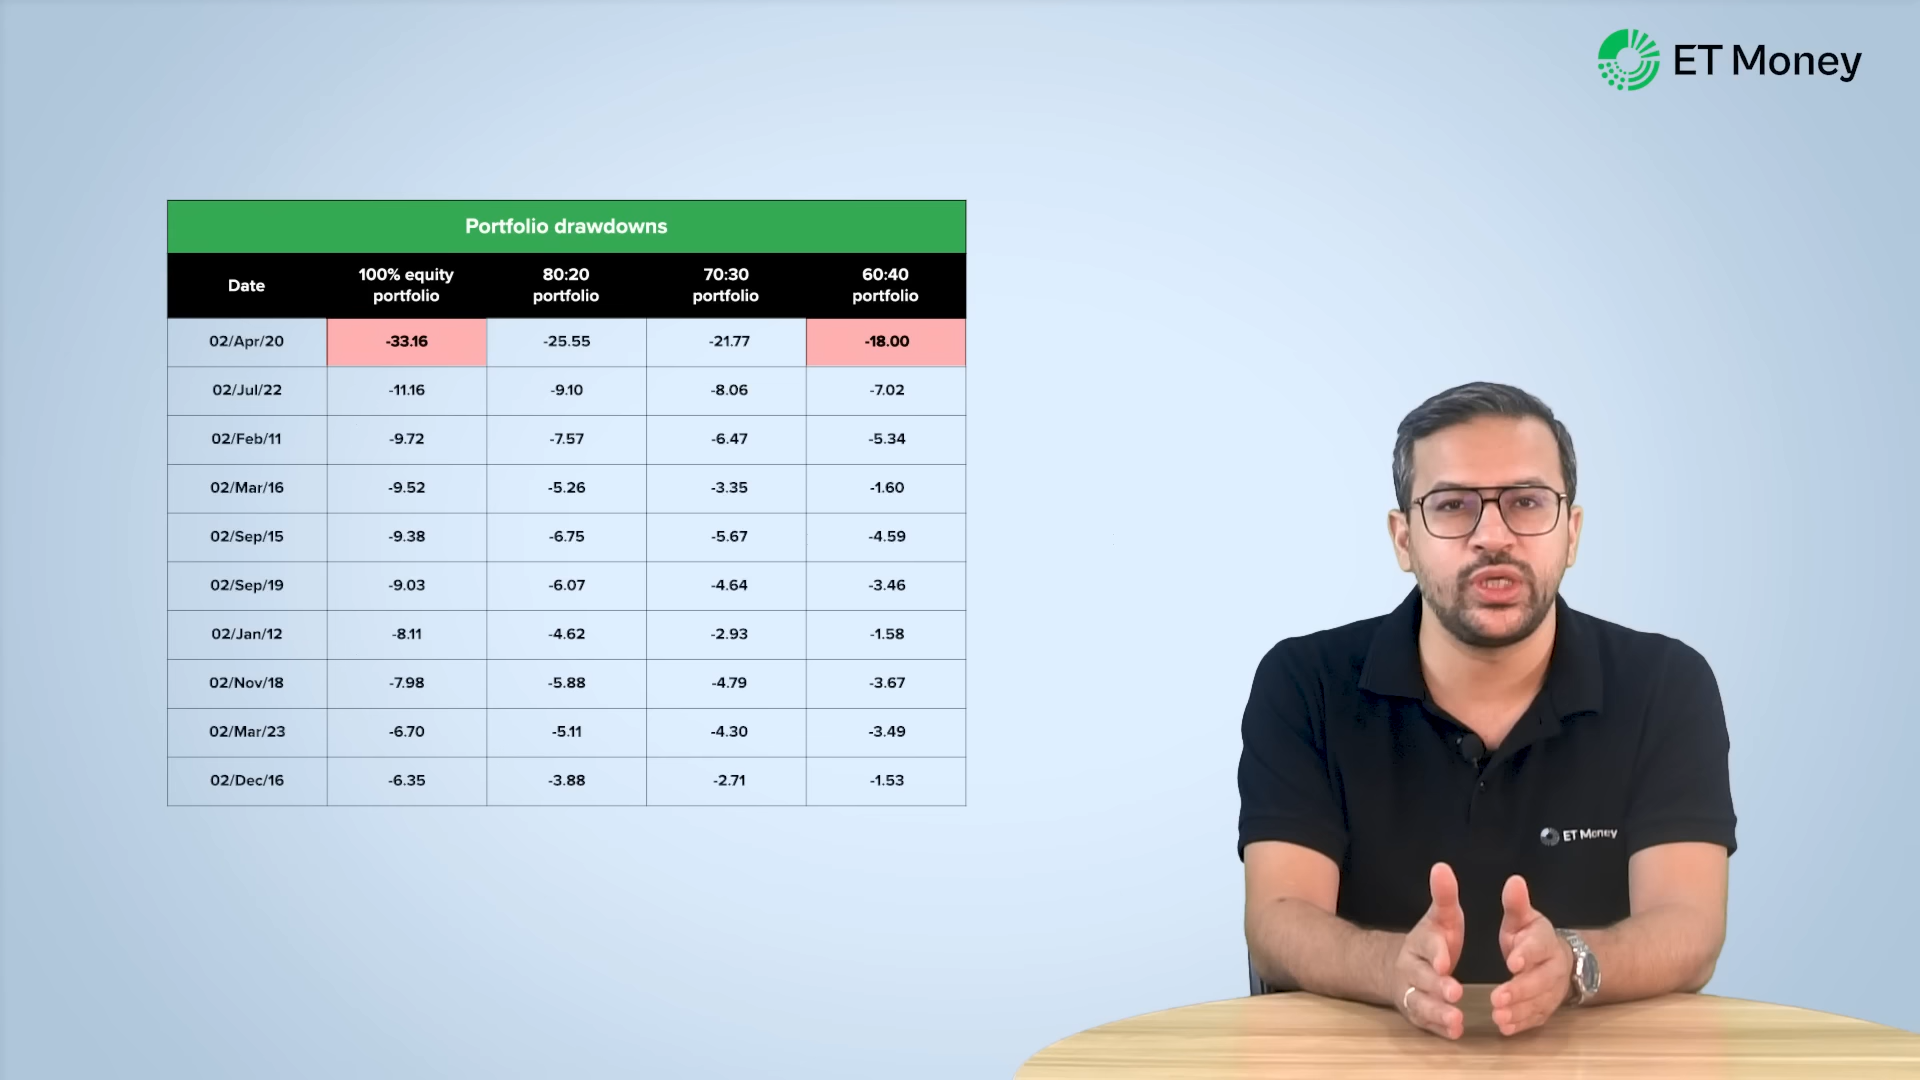 ET Money
Portfolio drawdowns
Date 100% equity portfolio 80:20 portfolio 70:30 portfolio 60:40 portfolio
02/Apr/20 -33.16 -25.55 -21.77 -18.00
02/Jul/22 -11.16 -9.10 -8.06 -7.02
02/Feb/11 -9.72 -7.57 -6.47 -5.34
02/Mar/16 -9.52 -5.26 -3.35 -1.60
02/Sep/15 -9.38 -6.75 -5.67 -4.59
02/Sep/19 -9.03 -6.07 -4.64 -3.46
02/Jan/12 -8.11 -4.62 -2.93 -1.58
02/Nov/18 -7.98 -5.88 -4.79 -3.67
02/Mar/23 -6.70 -5.11 -4.30 -3.49
02/Dec/16 -6.35 -3.88 -2.71 -1.53
ET Money